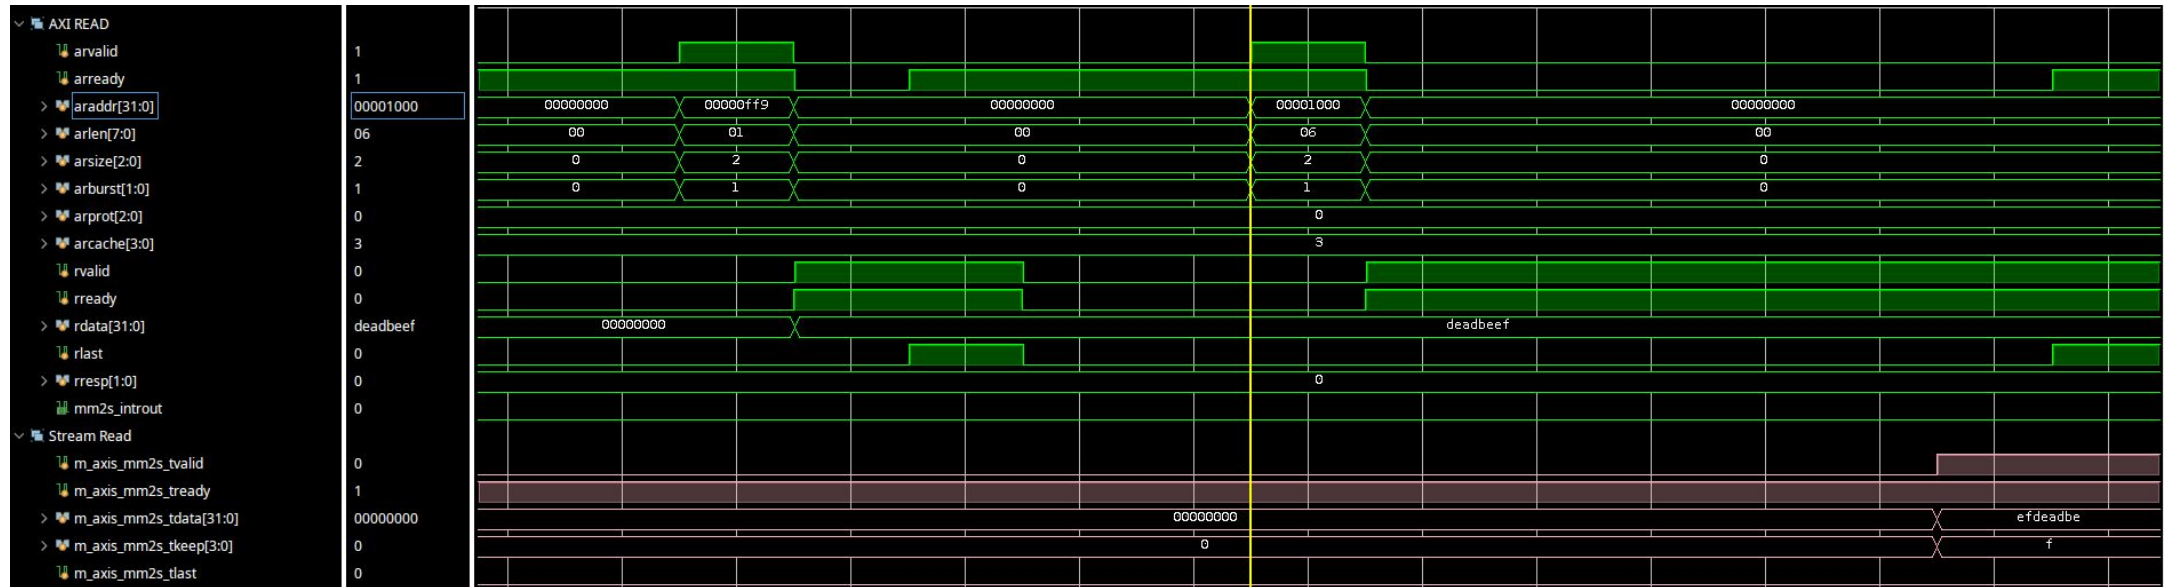 AXI READ
arvalid 1
arready 1
araddr[31:0] 00001000 00000000 00000ff9 00000000 00001000 00000000
arlen[7:0] 06 00 01 00 06 00
arsize[2:0] 2 0 2 0 2 0
arburst[1:0] 1 0 1 0 1 0
arprot[2:0] 0 0
arcache[3:0] 3 3
rvalid 0
rready 0
rdata[31:0] deadbeef 00000000 deadbeef
rlast 0
rresp[1:0] 0 0
mm2s_introut 0
Stream Read
m_axis_mm2s_tvalid 0
m_axis_mm2s_tready 1
m_axis_mm2s_tdata[31:0] 00000000 00000000 efdeadbe
m_axis_mm2s_tkeep[3:0] 0 0 f
m_axis_mm2s_tlast 0